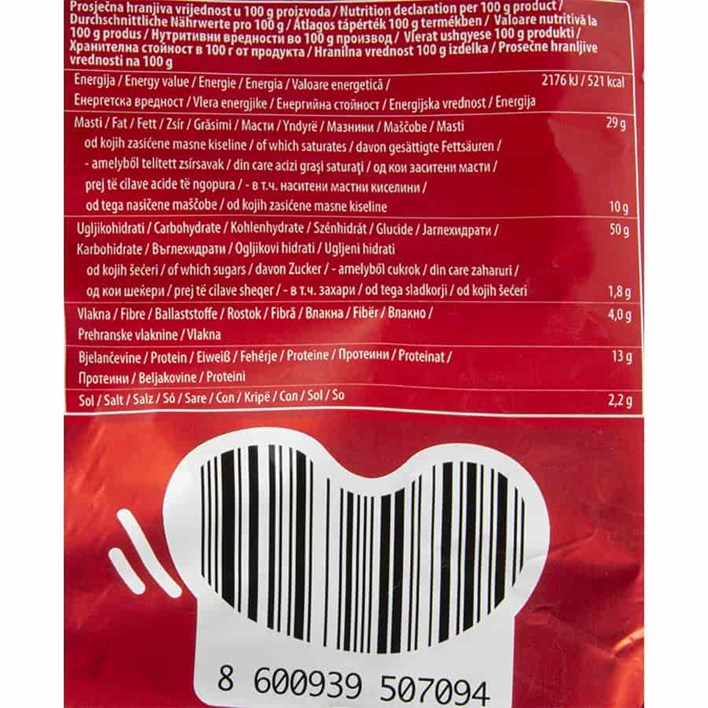 Prosječna hranjiva vrijednost u 100 g proizvoda / Nutrition declaration per 100 g product /
Durchschnittliche Nährwerte pro 100 g / Átlagos tápérték 100 g termékben / Valoare nutritivă la
100 g produs / Нутритивни вредности во 100 g производ / Vlerat ushqyese 100 g produkti /
Хранителна стойност в 100 г от продукта / Hranilna vrednost 100 g izdelka / Prosečne hranljive
vrednosti na 100 g
Energija / Energy value / Energie / Energia / Valoare energetică / 2176 kJ / 521 kcal
Енергетска вредност / Vlera energjike / Енергийна стойност / Energijska vrednost / Energija
Masti / Fat / Fett / Zsír / Grăsimi / Масти / Yndyrë / Мазнини / Maščobe / Masti 29 g
od kojih zasićene masne kiseline / of which saturates / davon gesättigte Fettsäuren /
- amelyből telített zsírsavak / din care acizi grași saturați / од кои заситени масти /
prej të cilave acide të ngopura / - в т.ч. наситени мастни киселини /
od tega nasičene maščobe / od kojih zasićene masne kiseline 10 g
Ugljikohidrati / Carbohydrate / Kohlenhydrate / Szénhidrát / Glucide / Јаглехидрати / 50 g
Karbohidrate / Въглехидрати / Ogljikovi hidrati / Ugljeni hidrati
od kojih šećeri / of which sugars / davon Zucker / - amelyből cukrok / din care zaharuri /
од кои шеќери / prej të cilave sheqer / - в т.ч. захари / od tega sladkorji / od kojih šećeri 1,8 g
Vlakna / Fibre / Ballaststoffe / Rostok / Fibră / Влакна / Fibër / Влакно / 4,0 g
Prehranske vlaknine / Vlakna
Bjelančevine / Protein / Eiweiß / Fehérje / Proteine / Протеини / Proteinat / 13 g
Протеини / Beljakovine / Proteini
Sol / Salt / Salz / Só / Sare / Сол / Kripë / Сол / Sol / So 2,2 g
8 600939 507094